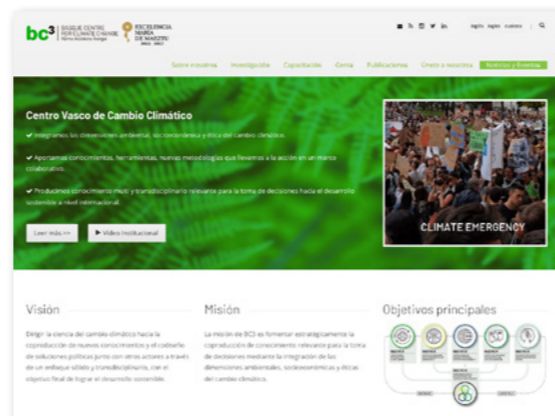 bc³ BASQUE CENTRE
FOR CLIMATE CHANGE
Klima Aldaketa Ikergai
EXCELENCIA
MARÍA
DE MAEZTU
Sobre nosotros Investigación Capacitación Gente Publicaciones Únete a nosotros Noticias y Eventos
Centro Vasco de Cambio Climático
✔ Integramos las dimensiones ambiental, socioeconómica y ética del cambio climático.
✔ Aportamos conocimientos, herramientas, nuevas metodologías que llevamos a la acción en un marco
colaborativo.
✔ Producimos conocimiento multi y transdisciplinario relevante para la toma de decisiones hacia el desarrollo
sostenible a nivel internacional.
Leer más >>
Video Institucional
CLIMATE EMERGENCY
Visión
Dirigir la ciencia del cambio climático hacia la
coproducción de nuevos conocimientos y el codiseño
de soluciones políticas junto con otros actores a través
de un enfoque sólido y transdisciplinario, con el
objetivo final de lograr el desarrollo sostenible
Misión
La misión de BC3 es fomentar estratégicamente la
coproducción de conocimiento relevante para la toma
de decisiones mediante la integración de las
dimensiones ambientales, socioeconómicas y éticas
del cambio climático.
Objetivos principales